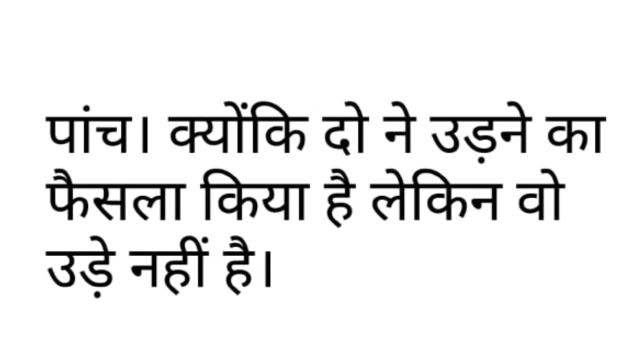 पांच। क्योंकि दो ने उड़ने का
फैसला किया है लेकिन वो
उड़े नहीं है।